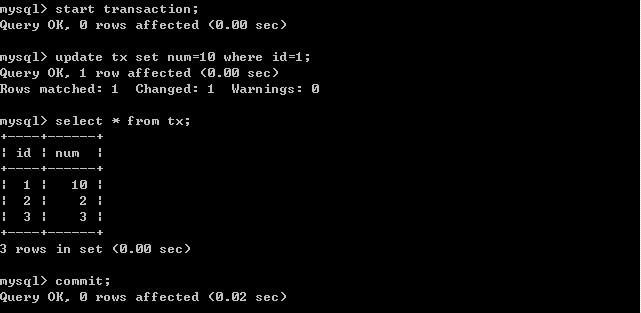 mysql> start transaction;
Query OK, 0 rows affected (0.00 sec)
mysql> update tx set num=10 where id=1;
Query OK, 1 row affected (0.00 sec)
Rows matched: 1  Changed: 1  Warnings: 0
mysql> select * from tx;
+----+------+
| id | num  |
+----+------+
|  1 |   10 |
|  2 |    2 |
|  3 |    3 |
+----+------+
3 rows in set (0.00 sec)
mysql> commit;
Query OK, 0 rows affected (0.02 sec)